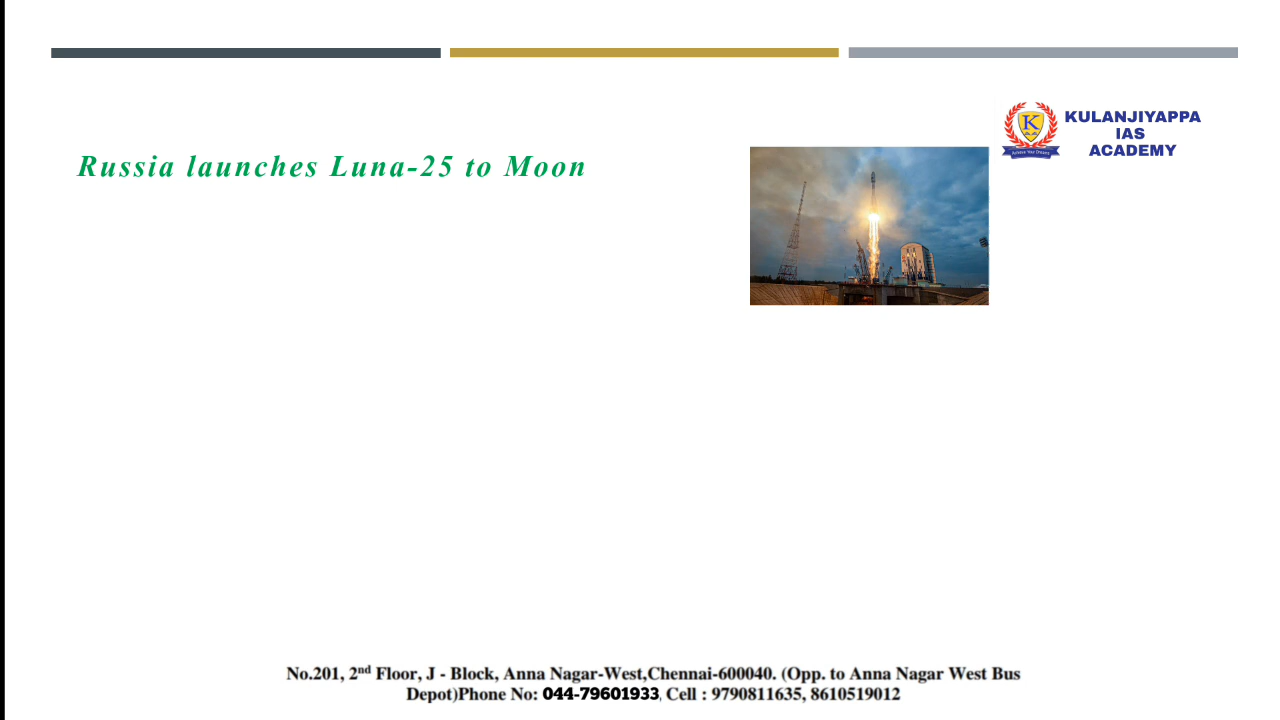 Russia launches Luna-25 to Moon
K
KULANJIYAPPA
IAS
ACADEMY
No.201, 2nd Floor, J - Block, Anna Nagar-West,Chennai-600040. (Opp. to Anna Nagar West Bus
Depot)Phone No: 044-79601933, Cell : 9790811635, 8610519012